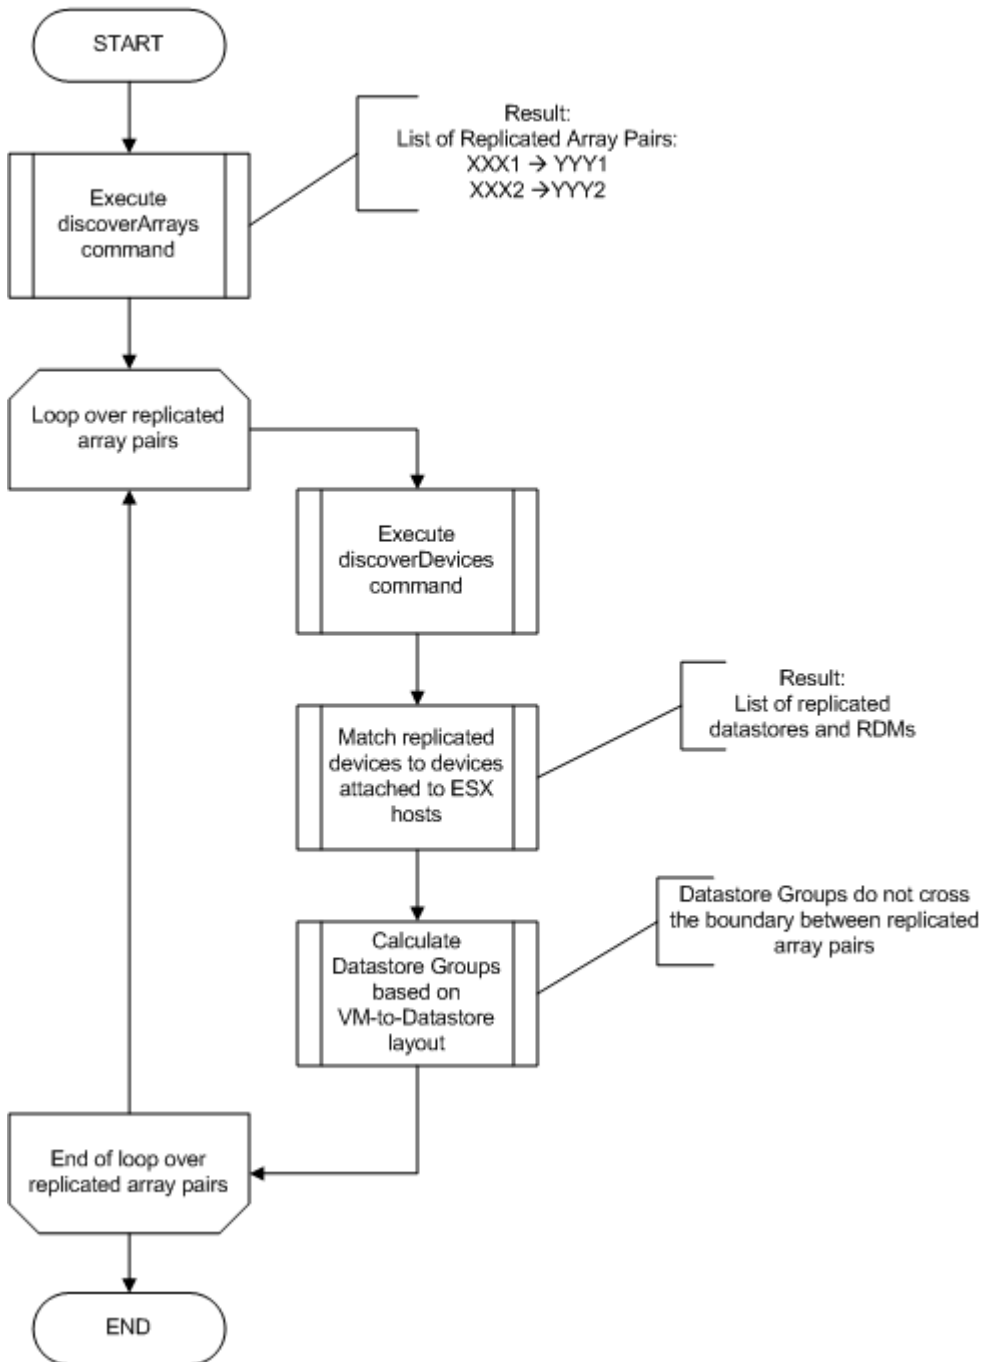 START
Result:
List of Replicated Array Pairs:
XXX1 → YYY1
XXX2 →YYY2
Execute
discoverArrays
command
Loop over replicated
array pairs
Execute
discoverDevices
command
Result:
List of replicated
datastores and RDMs
Match replicated
devices to devices
attached to ESX
hosts
Datastore Groups do not cross
the boundary between replicated
array pairs
Calculate
Datastore Groups
based on
VM-to-Datastore
layout
End of loop over
replicated array pairs
END